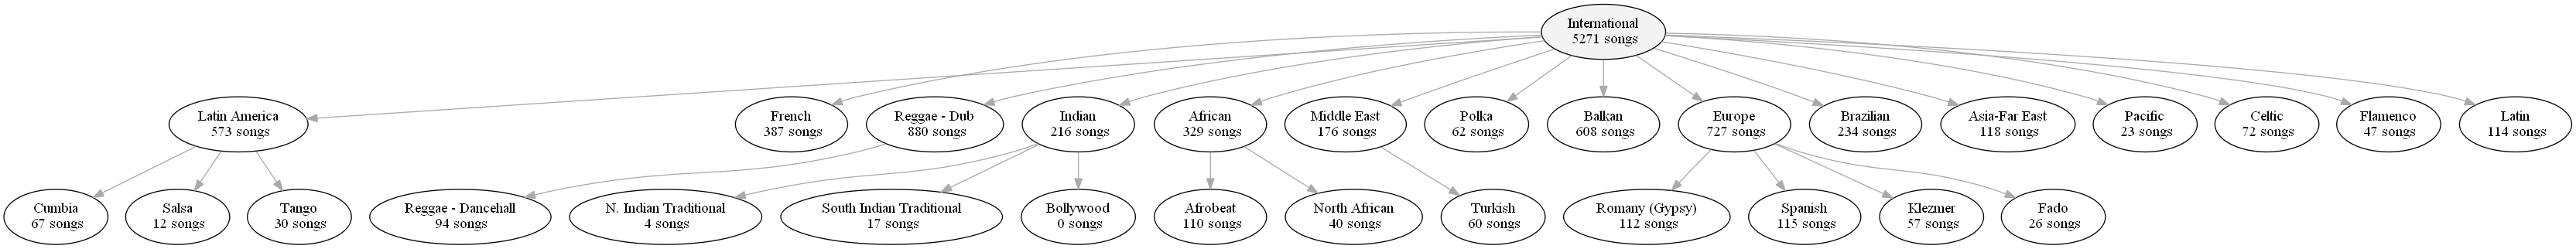 International
5271 songs
Latin America
573 songs
French
387 songs
Reggae - Dub
880 songs
Indian
216 songs
African
329 songs
Middle East
176 songs
Polka
62 songs
Balkan
608 songs
Europe
727 songs
Brazilian
234 songs
Asia-Far East
118 songs
Pacific
23 songs
Celtic
72 songs
Flamenco
47 songs
Latin
114 songs
Cumbia
67 songs
Salsa
12 songs
Tango
30 songs
Reggae - Dancehall
94 songs
N. Indian Traditional
4 songs
South Indian Traditional
17 songs
Bollywood
0 songs
Afrobeat
110 songs
North African
40 songs
Turkish
60 songs
Romany (Gypsy)
112 songs
Spanish
115 songs
Klezmer
57 songs
Fado
26 songs